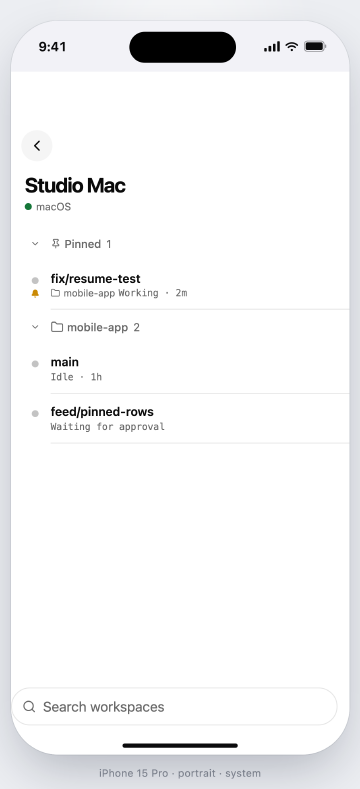 9:41
Studio Mac
macOS
Pinned 1
fix/resume-test
mobile-app Working · 2m
mobile-app 2
main
Idle · 1h
feed/pinned-rows
Waiting for approval
Search workspaces
iPhone 15 Pro · portrait · system